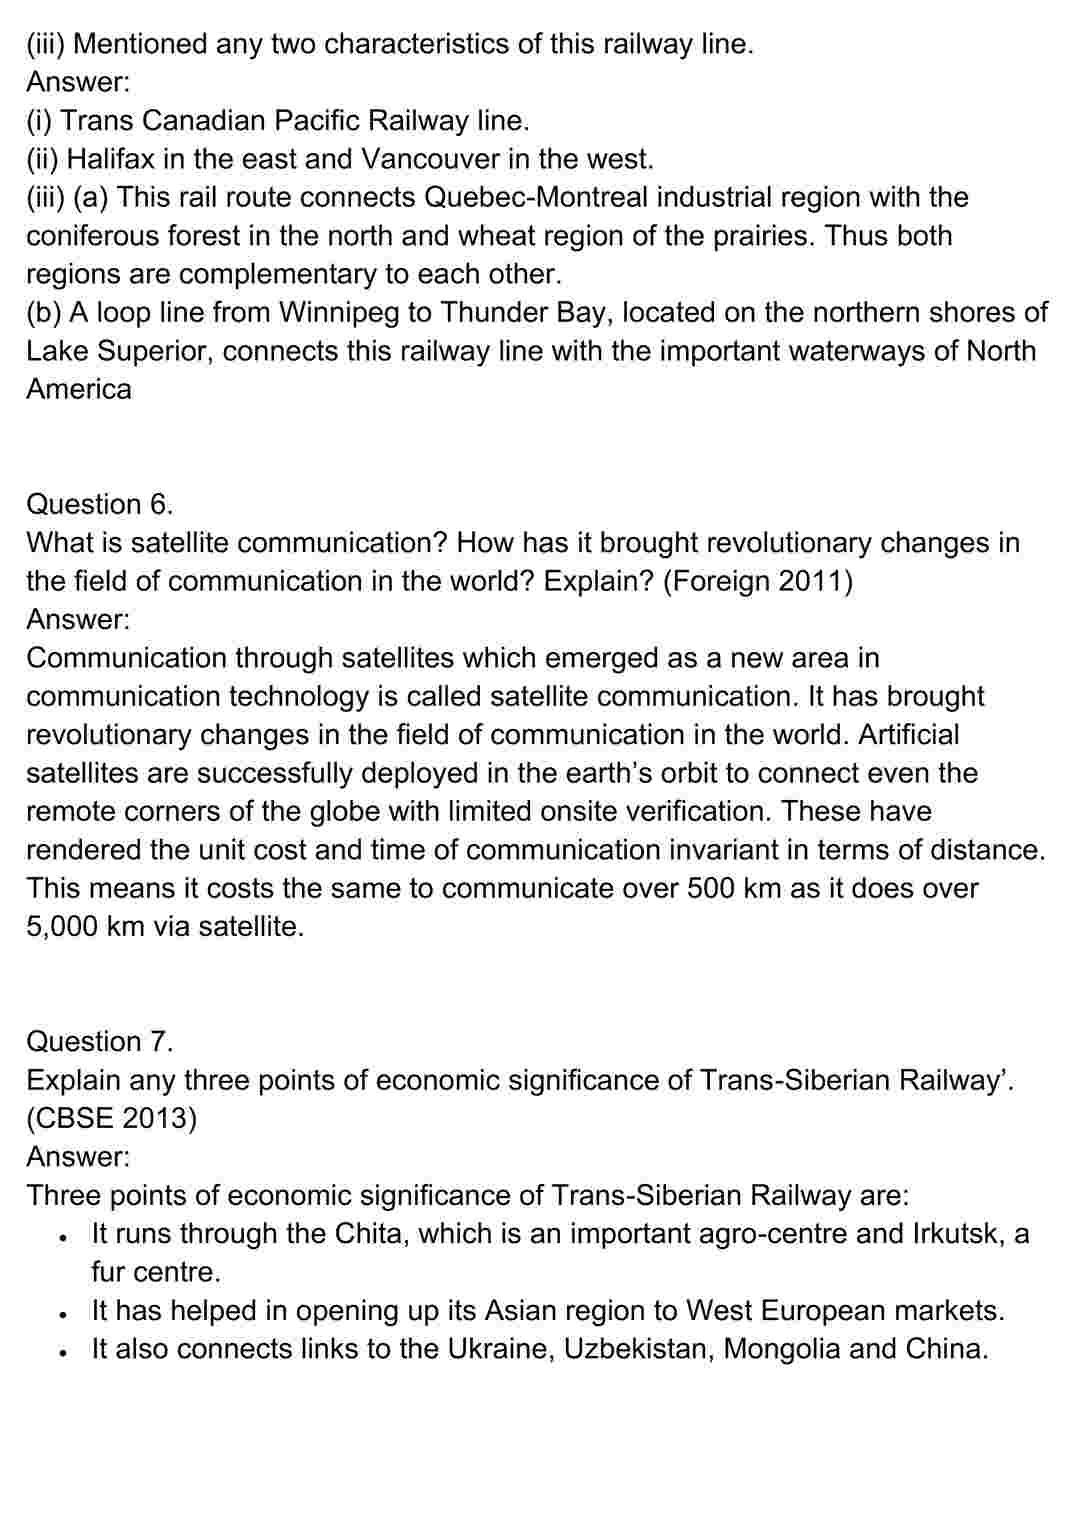 (iii) Mentioned any two characteristics of this railway line.
Answer:
(i) Trans Canadian Pacific Railway line.
(ii) Halifax in the east and Vancouver in the west.
(iii) (a) This rail route connects Quebec-Montreal industrial region with the
coniferous forest in the north and wheat region of the prairies. Thus both
regions are complementary to each other.
(b) A loop line from Winnipeg to Thunder Bay, located on the northern shores of
Lake Superior, connects this railway line with the important waterways of North
America
Question 6.
What is satellite communication? How has it brought revolutionary changes in
the field of communication in the world? Explain? (Foreign 2011)
Answer:
Communication through satellites which emerged as a new area in
communication technology is called satellite communication. It has brought
revolutionary changes in the field of communication in the world. Artificial
satellites are successfully deployed in the earth’s orbit to connect even the
remote corners of the globe with limited onsite verification. These have
rendered the unit cost and time of communication invariant in terms of distance.
This means it costs the same to communicate over 500 km as it does over
5,000 km via satellite.
Question 7.
Explain any three points of economic significance of Trans-Siberian Railway’.
(CBSE 2013)
Answer:
Three points of economic significance of Trans-Siberian Railway are:
• It runs through the Chita, which is an important agro-centre and Irkutsk, a
fur centre.
• It has helped in opening up its Asian region to West European markets.
• It also connects links to the Ukraine, Uzbekistan, Mongolia and China.